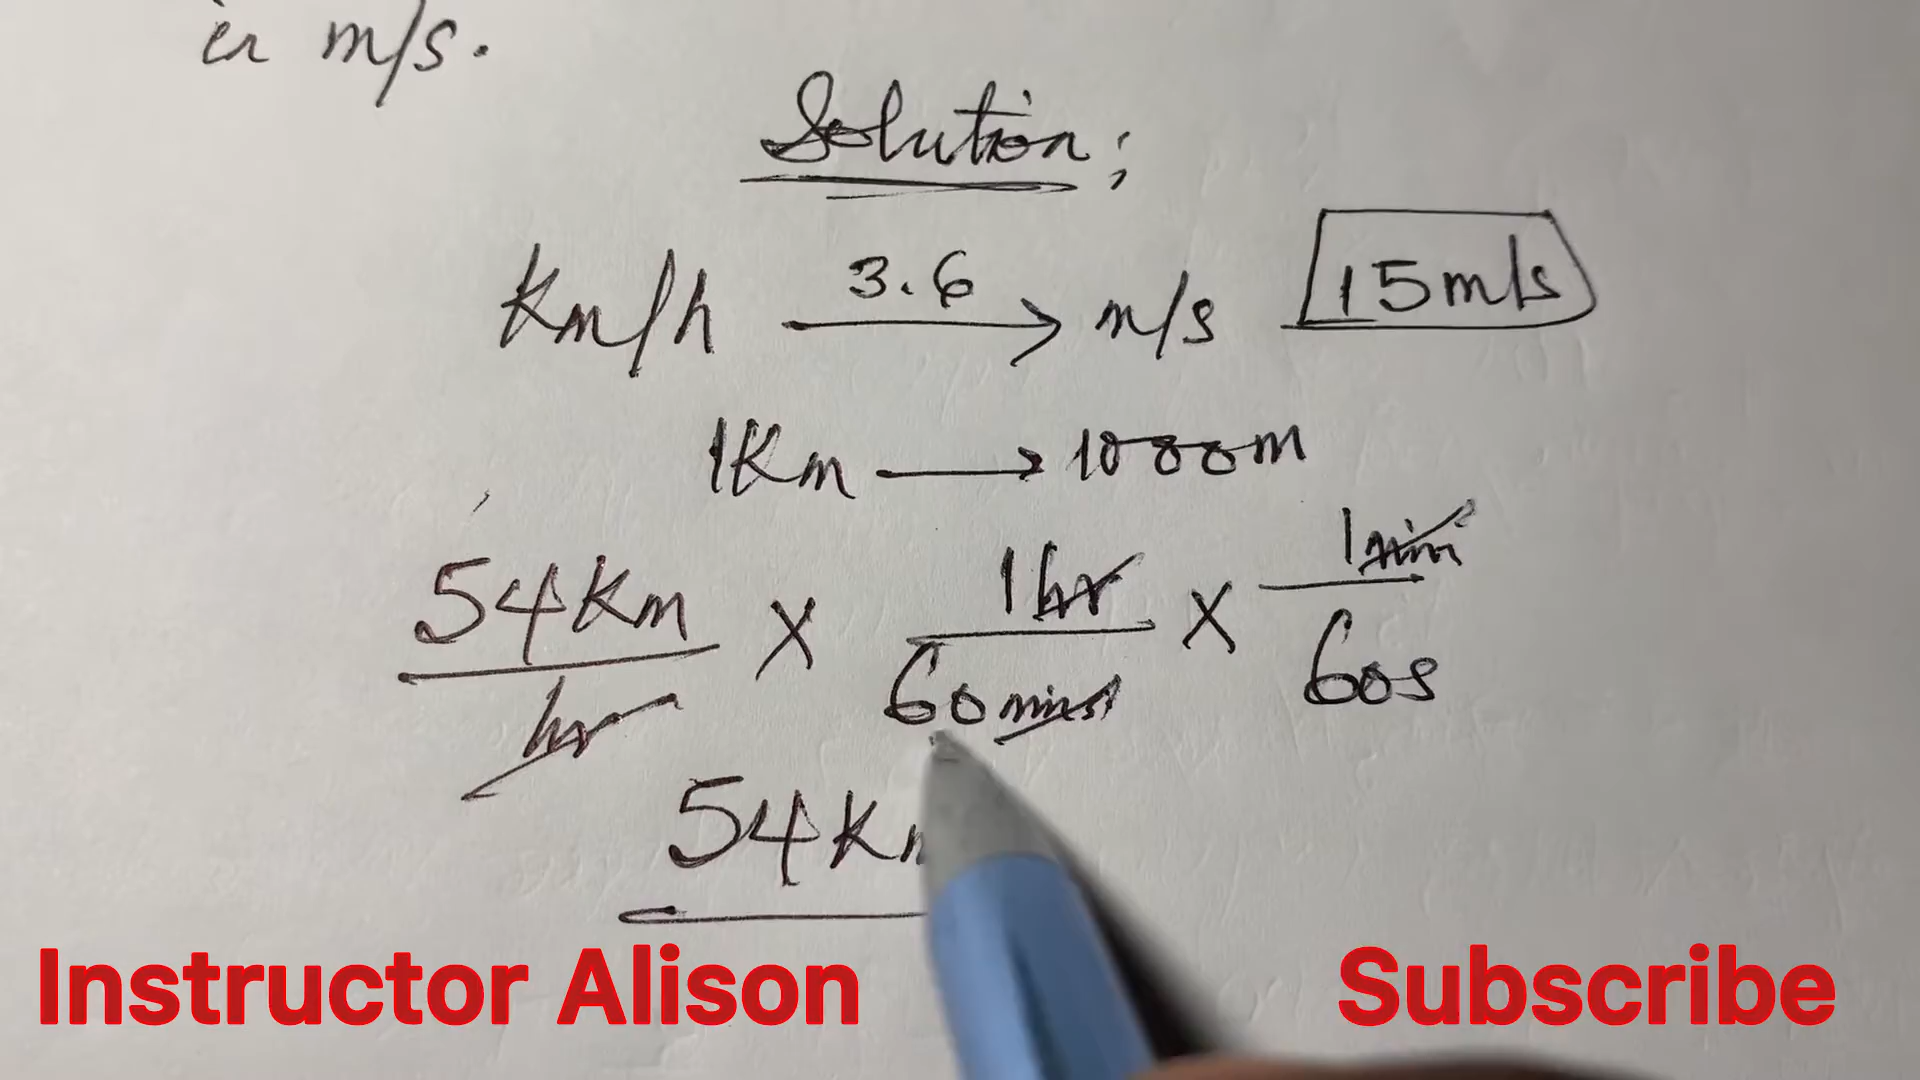 in m/s.
Solution;
Km/h 3.6 → m/s 15m/s
1Km → 1000m
54Km/hr × 1hr/60mins × 1min/60s
54Km
Instructor Alison Subscribe